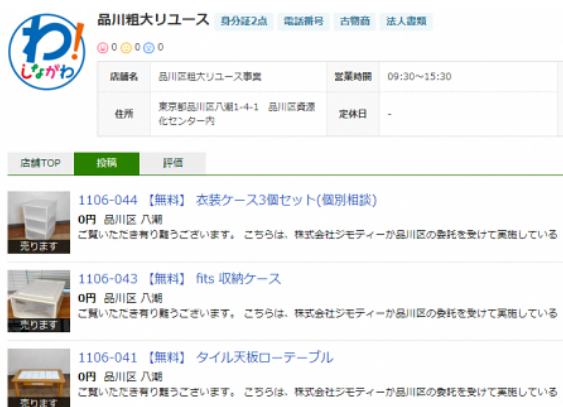 わ!
しながわ
品川粗大リユース 身分証2点 電話番号 古物商 法人書類
0 0 0
店舗名 品川区粗大リユース事業 営業時間 09:30〜15:30
住所 東京都品川区八潮1-4-1 品川区資源化センター内 定休日 -
店舗TOP 投稿 評価
1106-044 【無料】 衣装ケース3個セット(個別相談)
0円 品川区 八潮
売ります ご覧いただき有り難うございます。 こちらは、株式会社ジモティーが品川区の委託を受けて実施している
1106-043 【無料】 fits 収納ケース
0円 品川区 八潮
売ります ご覧いただき有り難うございます。 こちらは、株式会社ジモティーが品川区の委託を受けて実施している
1106-041 【無料】 タイル天板ローテーブル
0円 品川区 八潮
売ります ご覧いただき有り難うございます。 こちらは、株式会社ジモティーが品川区の委託を受けて実施している